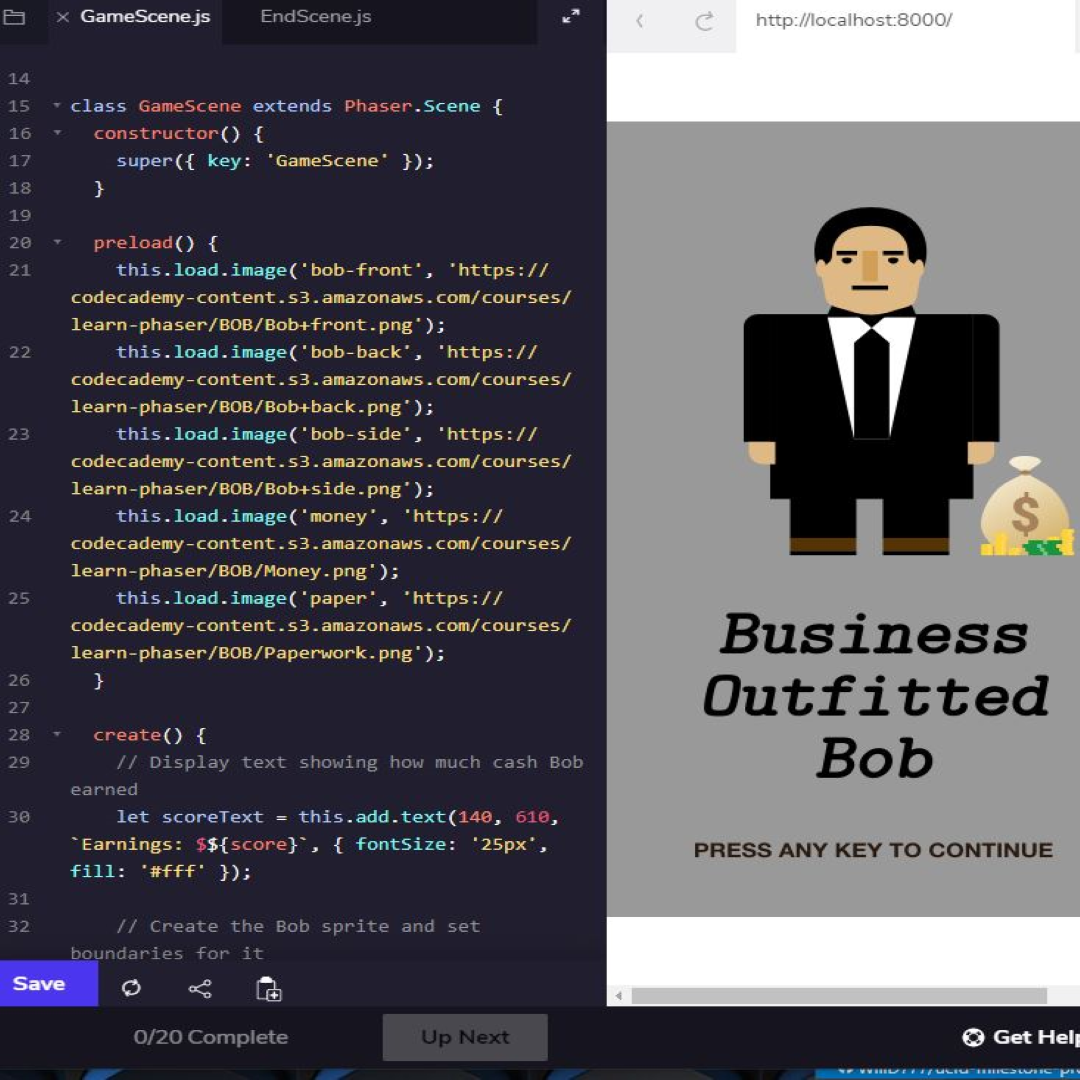 GameScene.js
EndScene.js
http://localhost:8000/
14
15 class GameScene extends Phaser.Scene {
16 constructor() {
17 super({ key: 'GameScene' });
18 }
19
20 preload() {
21 this.load.image('bob-front', 'https://
codecademy-content.s3.amazonaws.com/courses/
learn-phaser/BOB/Bob+front.png');
22 this.load.image('bob-back', 'https://
codecademy-content.s3.amazonaws.com/courses/
learn-phaser/BOB/Bob+back.png');
23 this.load.image('bob-side', 'https://
codecademy-content.s3.amazonaws.com/courses/
learn-phaser/BOB/Bob+side.png');
24 this.load.image('money', 'https://
codecademy-content.s3.amazonaws.com/courses/
learn-phaser/BOB/Money.png');
25 this.load.image('paper', 'https://
codecademy-content.s3.amazonaws.com/courses/
learn-phaser/BOB/Paperwork.png');
26 }
27
28 create() {
29 // Display text showing how much cash Bob
earned
30 let scoreText = this.add.text(140, 610,
`Earnings: $${score}`, { fontSize: '25px',
fill: '#fff' });
31
32 // Create the Bob sprite and set
boundaries for it
$
Business
Outfitted
Bob
PRESS ANY KEY TO CONTINUE
Save
0/20 Complete
Up Next
Get Help